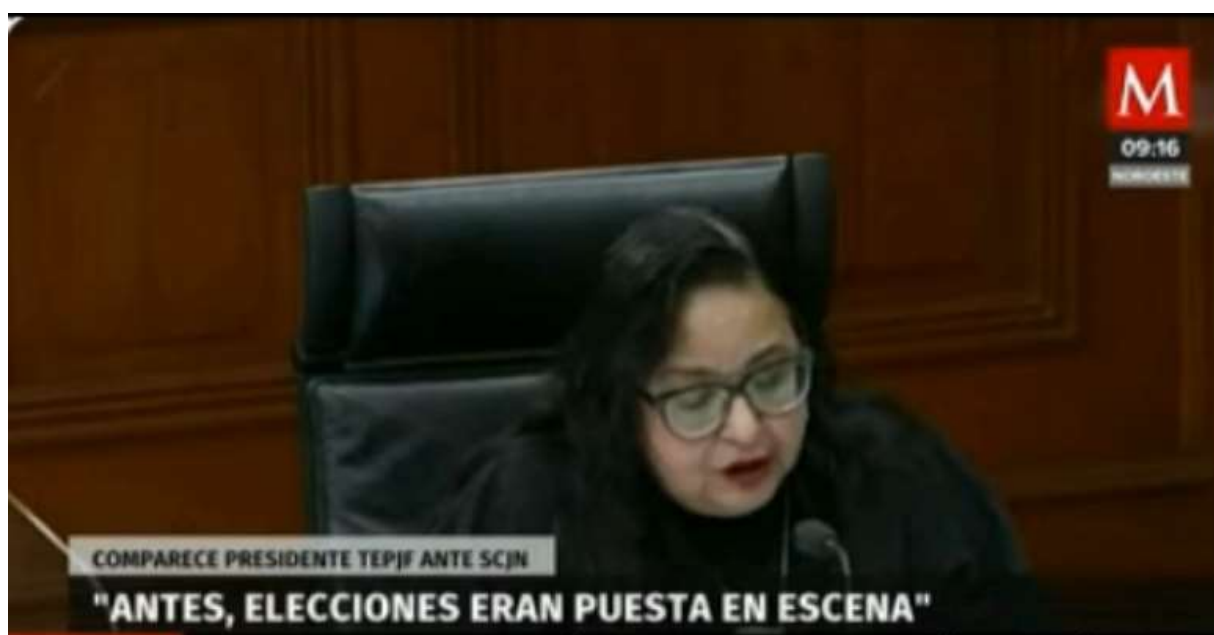 M
09:16
NOROESTE
COMPARECE PRESIDENTE TEPJF ANTE SCJN
"ANTES, ELECCIONES ERAN PUESTA EN ESCENA"